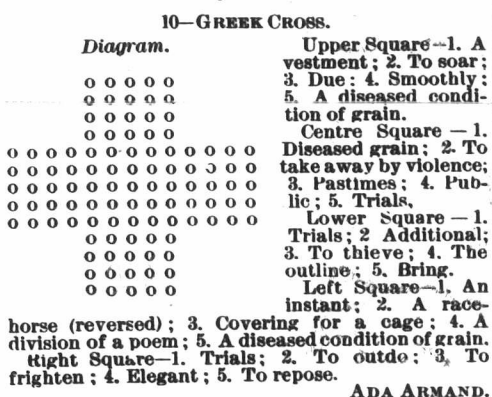 10—GREEK CROSS.
Diagram.
o o o o o
o o o o o
o o o o o
o o o o o
o o o o o o o o o o o o o o o
o o o o o o o o o o o o o o o
o o o o o o o o o o o o o o o
o o o o o o o o o o o o o o o
o o o o o o o o o o o o o o o
o o o o o
o o o o o
o o o o o
o o o o o
Upper Square—1. A
vestment; 2. To soar;
3. Due: 4. Smoothly;
5. A diseased condi-
tion of grain.
Centre Square — 1.
Diseased grain; 2. To
take away by violence;
3. Pastimes; 4. Pub-
lic; 5. Trials,
Lower Square — 1.
Trials; 2 Additional;
3. To thieve; 4. The
outline; 5. Bring.
Left Square—1. An
instant; 2. A race-
horse (reversed); 3. Covering for a cage; 4. A
division of a poem; 5. A diseased condition of grain.
Right Square—1. Trials; 2. To outdo; 3. To
frighten; 4. Elegant; 5. To repose.
ADA ARMAND.